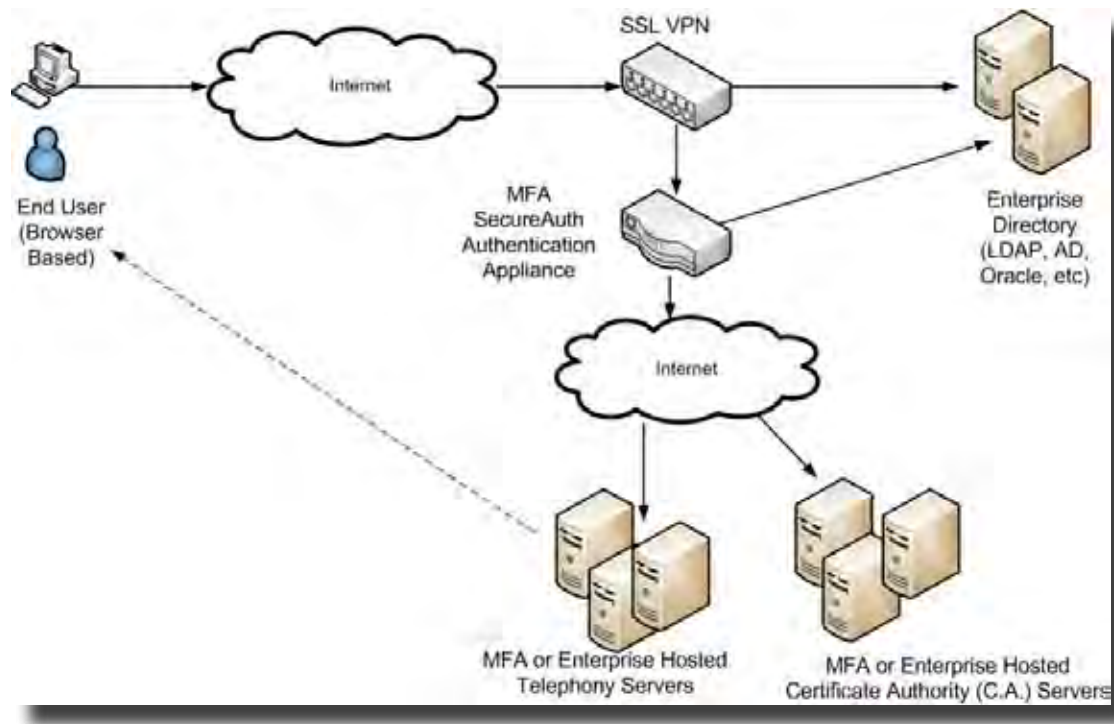 SSL VPN
Internet
End User
(Browser
Based)
MFA
SecureAuth
Authentication
Appliance
Enterprise
Directory
(LDAP, AD,
Oracle, etc)
Internet
MFA or Enterprise Hosted
Telephony Servers
MFA or Enterprise Hosted
Certificate Authority (C.A.) Servers